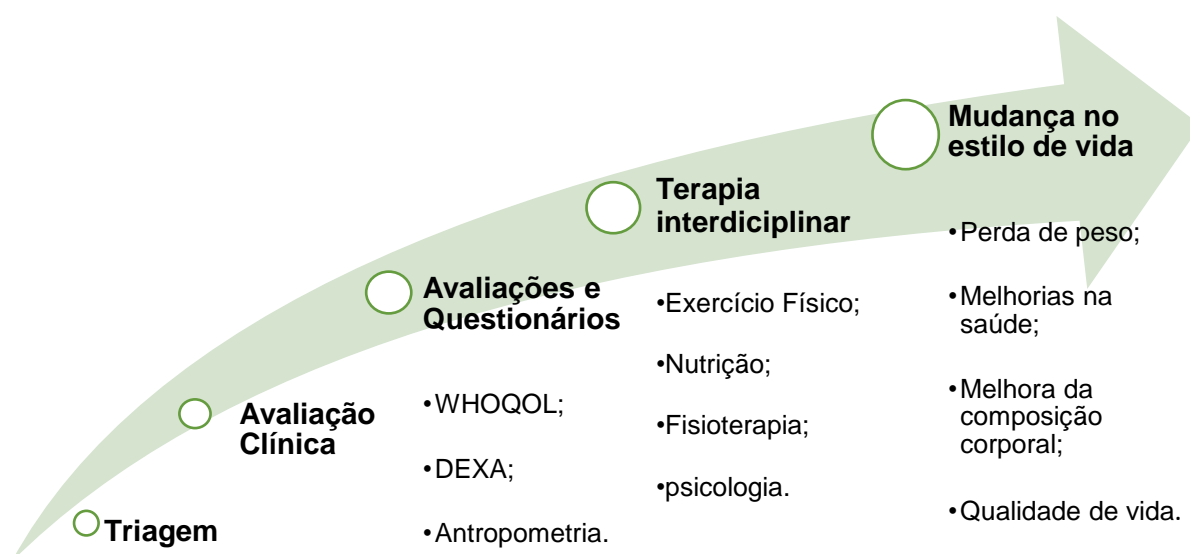 Triagem
Avaliação
Clínica
Avaliações e
Questionários
•WHOQOL;
•DEXA;
•Antropometria.
Terapia
interdiciplinar
•Exercício Físico;
•Nutrição;
•Fisioterapia;
•psicologia.
Mudança no
estilo de vida
•Perda de peso;
•Melhorias na
saúde;
•Melhora da
composição
corporal;
•Qualidade de vida.